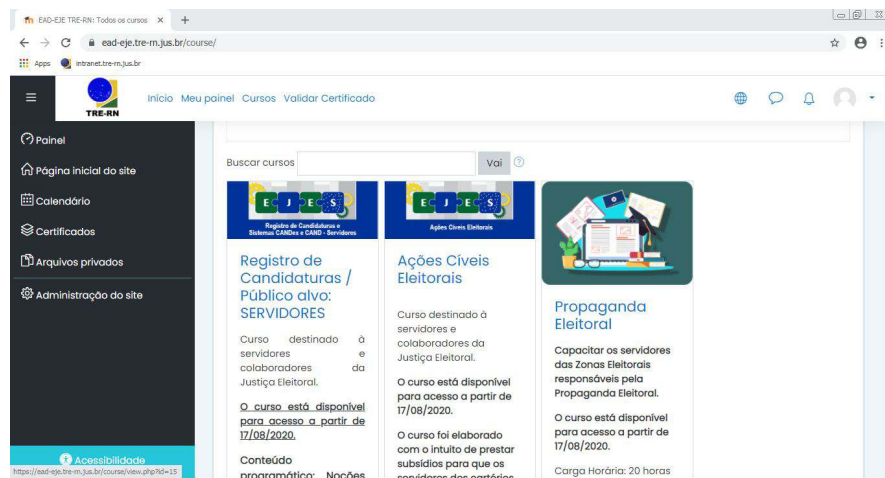 EAD-EJE TRE-RN: Todos os cursos
ead-eje.tre-rn.jus.br/course/
Apps intranet.tre-rn.jus.br
TRE-RN
Início Meu painel Cursos Validar Certificado
Painel
Página inicial do site
Calendário
Certificados
Arquivos privados
Administração do site
Acessibilidade
https://ead-eje.tre-rn.jus.br/course/view.php?id=15
Buscar cursos Vai
E J E S
Registro de Candidaturas e
Sistemas CANDex e CAND - Servidores
Registro de
Candidaturas /
Público alvo:
SERVIDORES
Curso destinado à
servidores e
colaboradores da
Justiça Eleitoral.
O curso está disponível
para acesso a partir de
17/08/2020.
Conteúdo
programático: Noções
E J E S
Ações Cíveis Eleitorais
Ações Cíveis
Eleitorais
Curso destinado à
servidores e
colaboradores da
Justiça Eleitoral.
O curso está disponível
para acesso a partir de
17/08/2020.
O curso foi elaborado
com o intuito de prestar
subsídios para que os
servidores dos cartórios
Propaganda
Eleitoral
Capacitar os servidores
das Zonas Eleitorais
responsáveis pela
Propaganda Eleitoral.
O curso está disponível
para acesso a partir de
17/08/2020.
Carga Horária: 20 horas